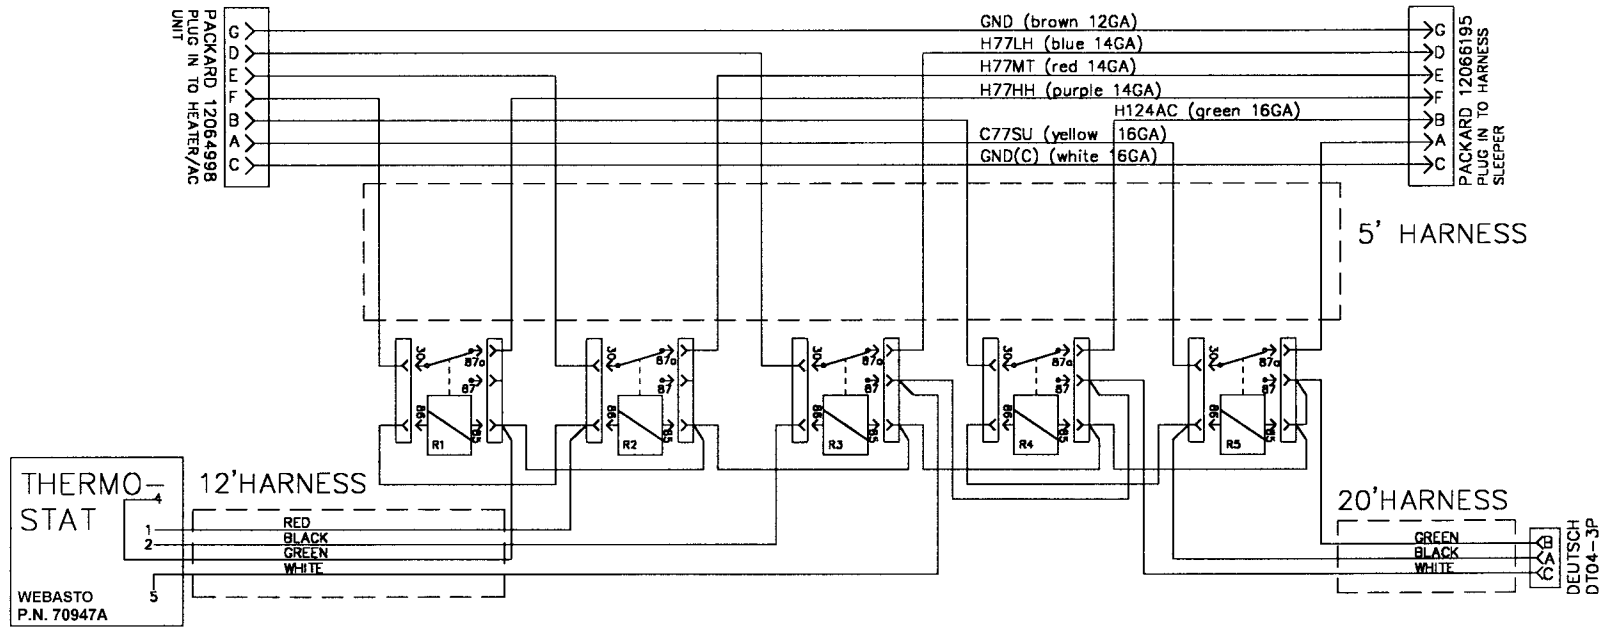 PACKARD 12064998
PLUG IN TO HEATER/AC
UNIT
G
D
E
F
B
A
C
GND (brown 12GA)
H77LH (blue 14GA)
H77MT (red 14GA)
H77HH (purple 14GA)
H124AC (green 16GA)
C77SU (yellow 16GA)
GND(C) (white 16GA)
G
D
E
F
B
A
C
PACKARD 12066195
PLUG IN TO HARNESS
SLEEPER
5' HARNESS
30 87a
87
86 85
R1
30 87a
87
86 85
R2
30 87a
87
86 85
R3
30 87a
87
86 85
R4
30 87a
87
86 85
R5
THERMO-
STAT
4
1
2
5
WEBASTO
P.N. 70947A
12'HARNESS
RED
BLACK
GREEN
WHITE
20'HARNESS
GREEN
BLACK
WHITE
B
A
C
DEUTSCH
DT04-3P